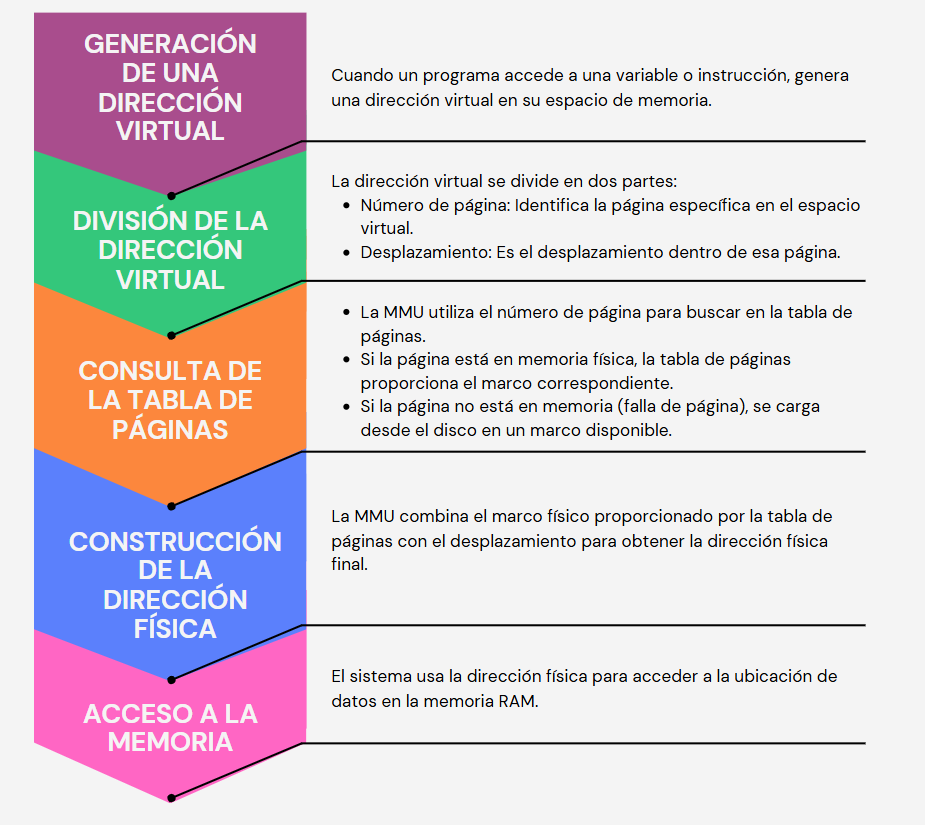 GENERACIÓN
DE UNA
DIRECCIÓN
VIRTUAL
Cuando un programa accede a una variable o instrucción, genera
una dirección virtual en su espacio de memoria.
DIVISIÓN DE LA
DIRECCIÓN
VIRTUAL
La dirección virtual se divide en dos partes:
• Número de página: Identifica la página específica en el espacio
virtual.
• Desplazamiento: Es el desplazamiento dentro de esa página.
CONSULTA DE
LA TABLA DE
PÁGINAS
• La MMU utiliza el número de página para buscar en la tabla de
páginas.
• Si la página está en memoria física, la tabla de páginas
proporciona el marco correspondiente.
• Si la página no está en memoria (falla de página), se carga
desde el disco en un marco disponible.
CONSTRUCCIÓN
DE LA
DIRECCIÓN
FÍSICA
La MMU combina el marco físico proporcionado por la tabla de
páginas con el desplazamiento para obtener la dirección física
final.
ACCESO A LA
MEMORIA
El sistema usa la dirección física para acceder a la ubicación de
datos en la memoria RAM.